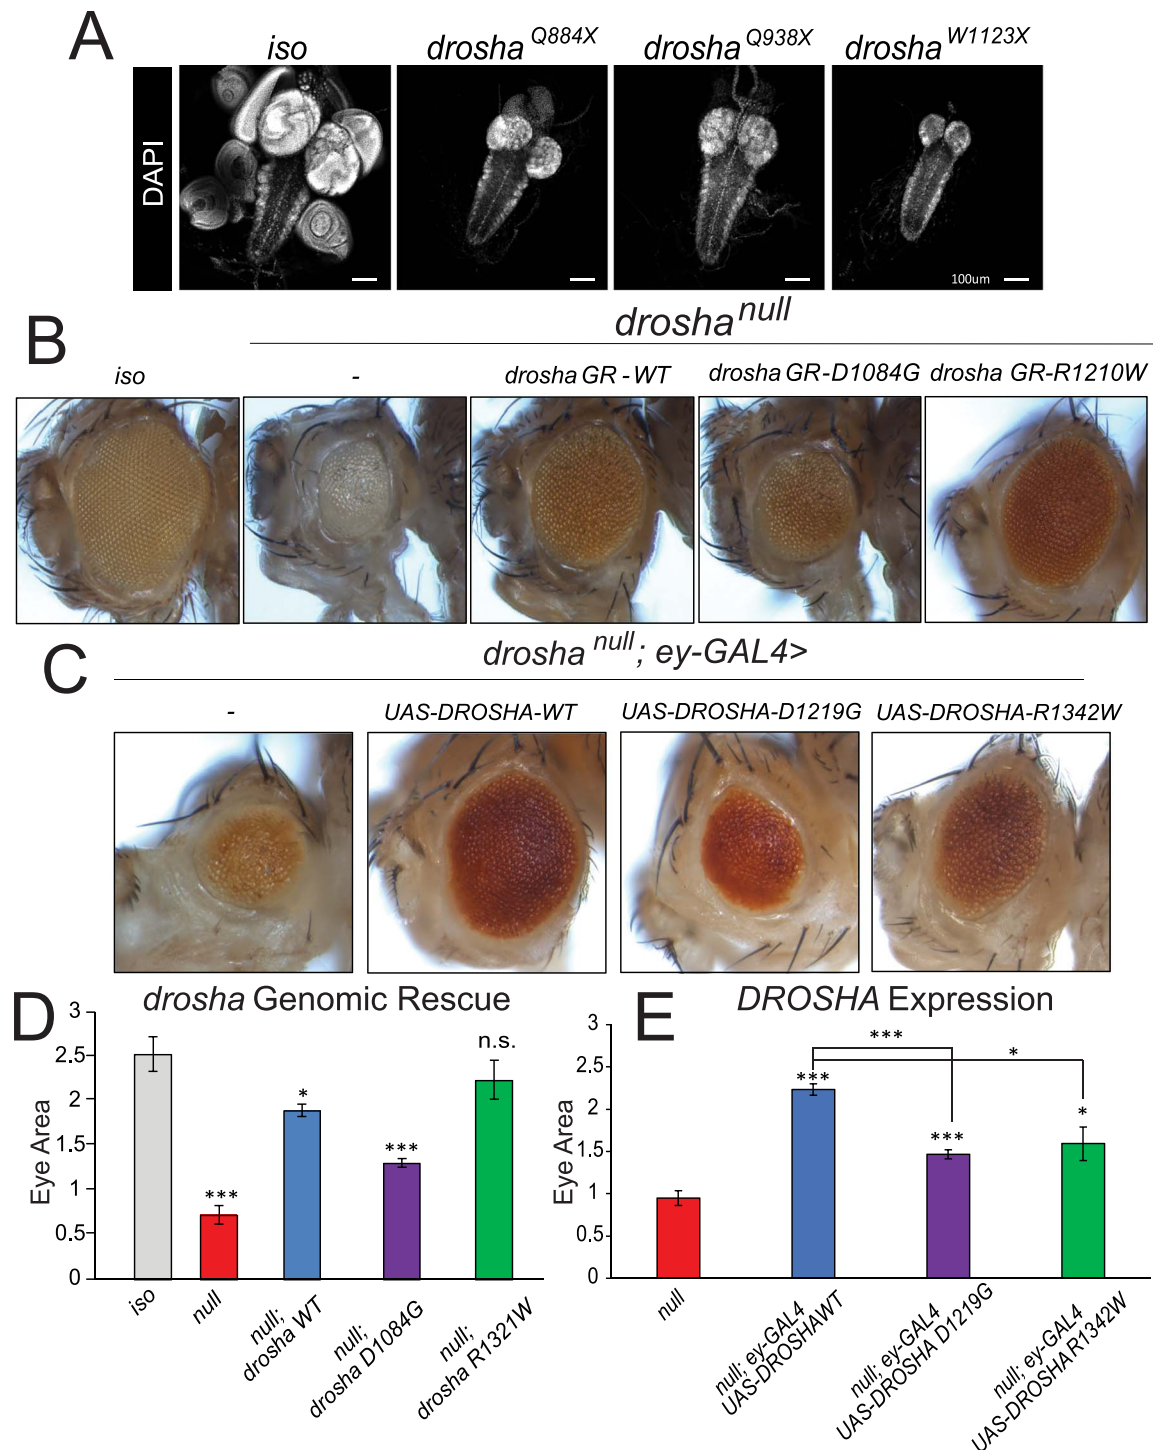 A
iso
drosha Q884X
drosha Q938X
drosha W1123X
DAPI
100um
B
drosha null
iso
-
drosha GR -WT
drosha GR-D1084G
drosha GR-R1210W
C
drosha null; ey-GAL4>
-
UAS-DROSHA-WT
UAS-DROSHA-D1219G
UAS-DROSHA-R1342W
D
drosha Genomic Rescue
Eye Area
3
2.5
2
1.5
1
0.5
0
***
*
***
n.s.
iso
null
null;
drosha WT
null;
drosha D1084G
null;
drosha R1321W
E
DROSHA Expression
Eye Area
3
2.5
2
1.5
1
0.5
0
***
*
***
***
*
null
null; ey-GAL4
UAS-DROSHAWT
null; ey-GAL4
UAS-DROSHA D1219G
null; ey-GAL4
UAS-DROSHA R1342W